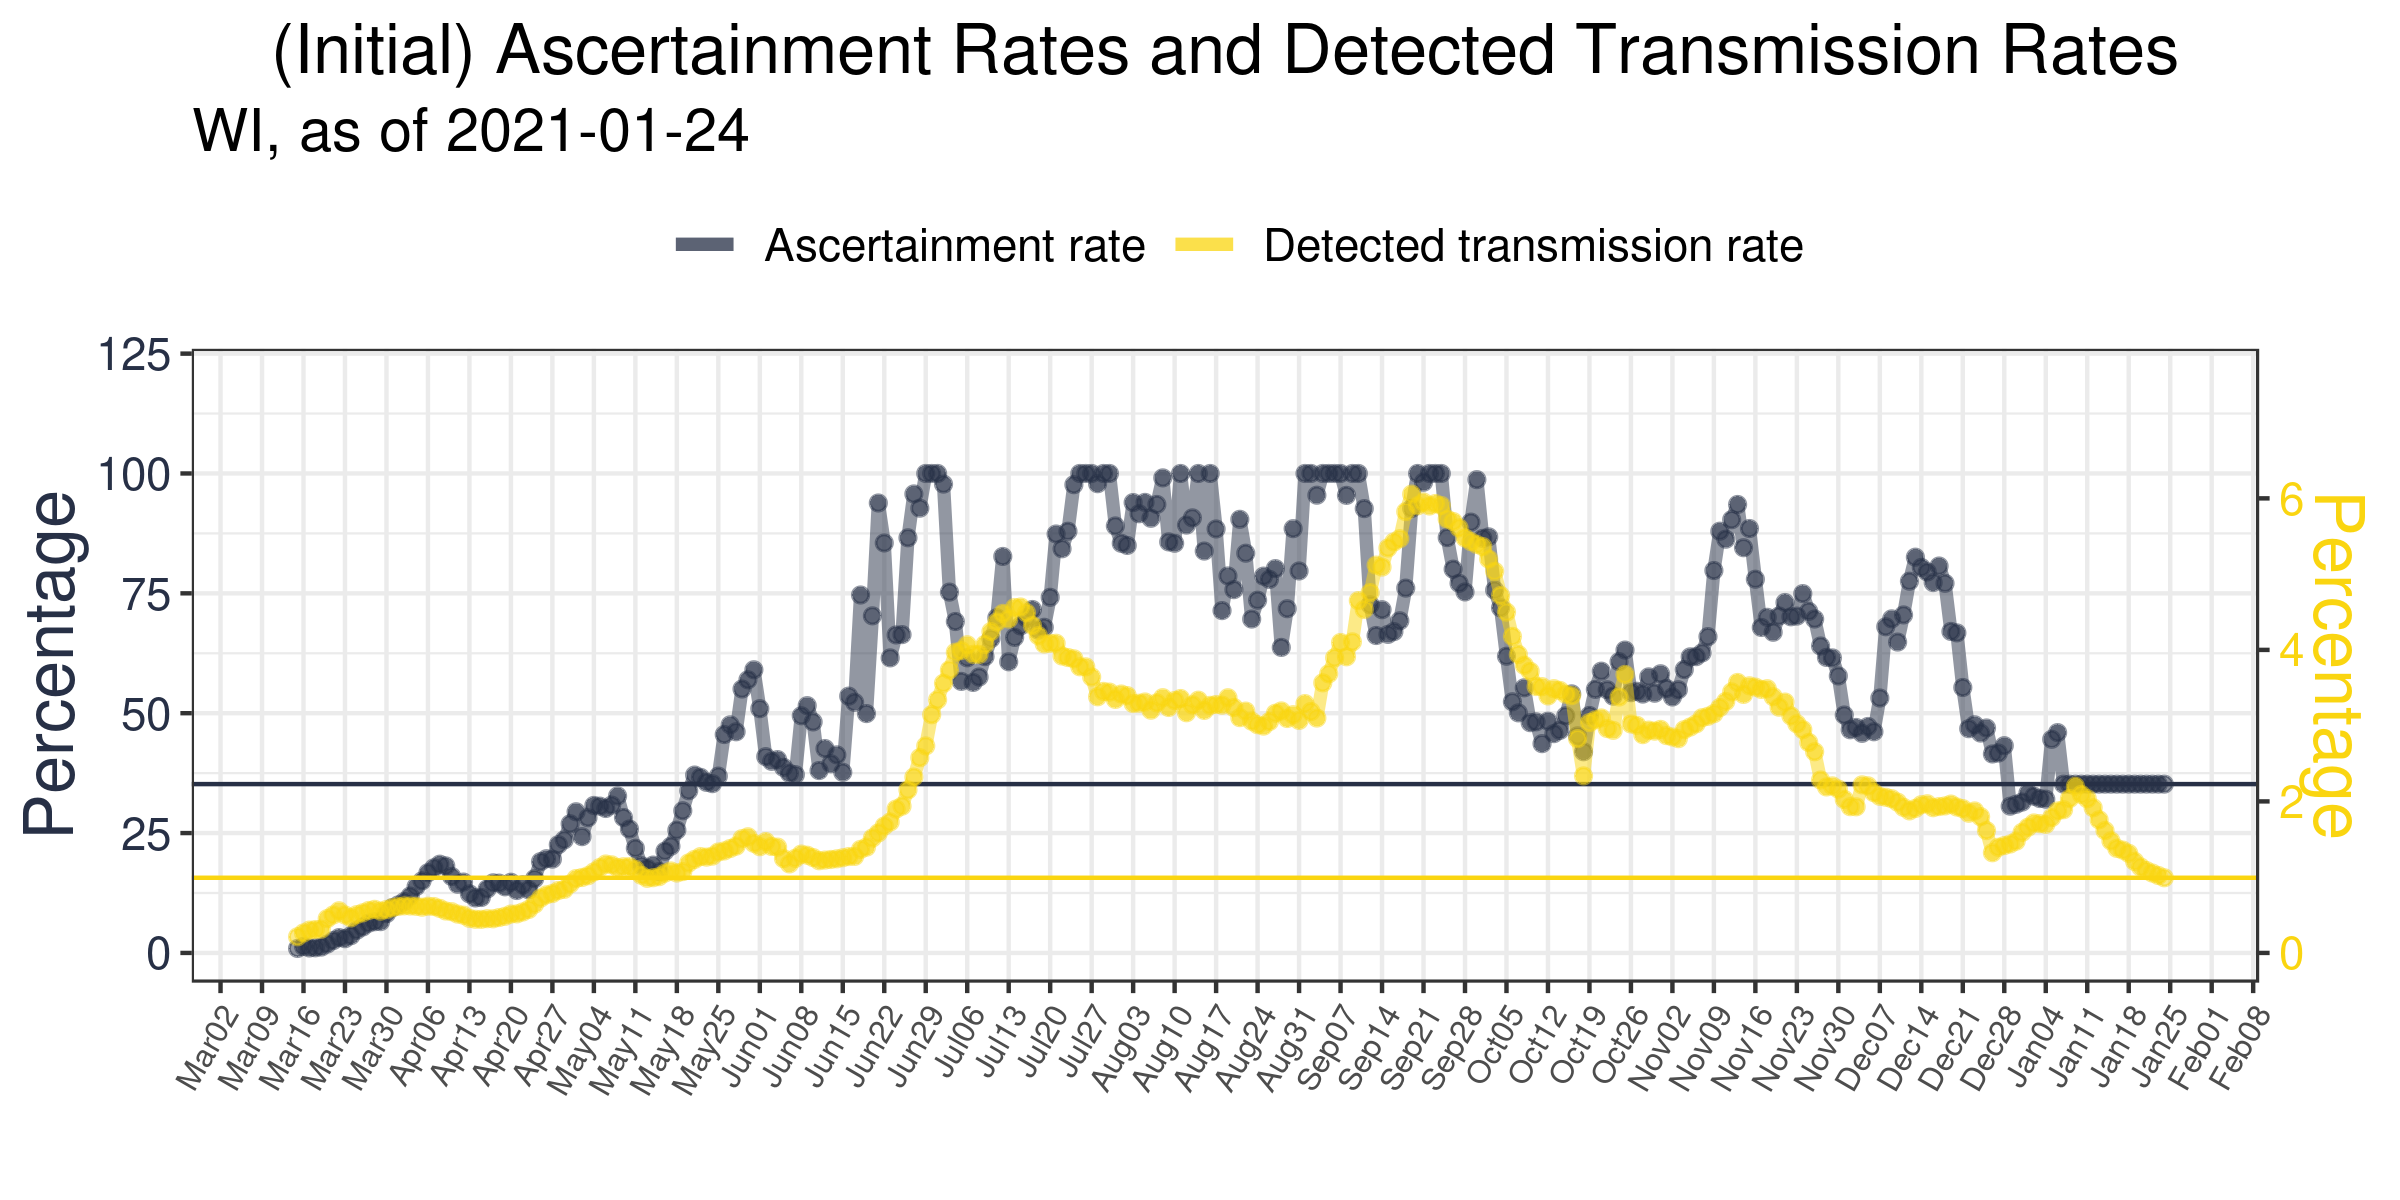 (Initial) Ascertainment Rates and Detected Transmission Rates
WI, as of 2021-01-24
Ascertainment rate Detected transmission rate
Percentage
125
100
75
50
25
0
6
4
2
0
Percentage
Mar02 Mar09 Mar16 Mar23 Mar30 Apr06 Apr13 Apr20 Apr27 May04 May11 May18 May25 Jun01 Jun08 Jun15 Jun22 Jun29 Jul06 Jul13 Jul20 Jul27 Aug03 Aug10 Aug17 Aug24 Aug31 Sep07 Sep14 Sep21 Sep28 Oct05 Oct12 Oct19 Oct26 Nov02 Nov09 Nov16 Nov23 Nov30 Dec07 Dec14 Dec21 Dec28 Jan04 Jan11 Jan18 Jan25 Feb01 Feb08